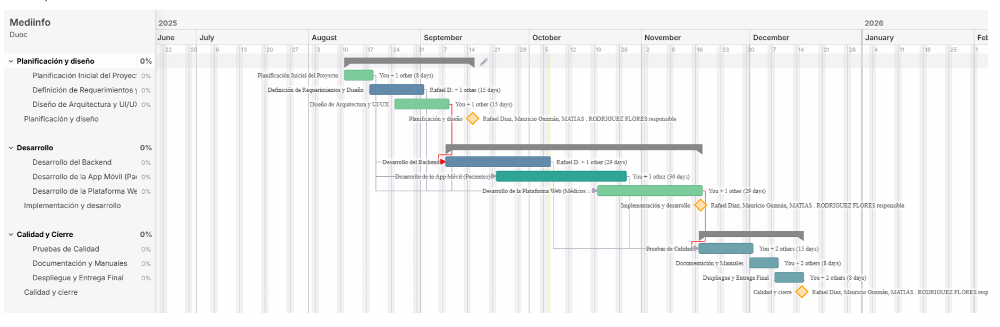 Mediinfo
Duoc
2025 2026
June July August September October November December January Feb
22 29 6 13 20 27 3 10 17 24 31 7 14 21 28 5 12 19 26 2 9 16 23 30 7 14 21 28 4 11 18 25 1
Planificación y diseño 0%
Planificación Inicial del Proyec 0% Planificación Inicial del Proyecto You + 1 other (8 days)
Definición de Requerimientos y 0% Definición de Requerimientos y Diseño Rafael D. + 1 other (15 days)
Diseño de Arquitectura y UI/UX 0% Diseño de Arquitectura y UI/UX You + 1 other (15 days)
Planificación y diseño Planificación y diseño Rafael Diaz, Mauricio Guzmán, MATIAS . RODRIGUEZ FLORES responsible
Desarrollo 0%
Desarrollo del Backend 0% Desarrollo del Backend Rafael D. + 1 other (29 days)
Desarrollo de la App Móvil (Pac 0% Desarrollo de la App Móvil (Pacientes) You + 1 other (36 days)
Desarrollo de la Plataforma We 0% Desarrollo de la Plataforma Web (Médicos... You + 1 other (29 days)
Implementación y desarrollo Implementación y desarrollo Rafael Diaz, Mauricio Guzmán, MATIAS . RODRIGUEZ FLORES responsible
Calidad y Cierre 0%
Pruebas de Calidad 0% Pruebas de Calidad You + 2 others (15 days)
Documentación y Manuales 0% Documentación y Manuales You + 2 others (8 days)
Despliegue y Entrega Final 0% Despliegue y Entrega Final You + 2 others (8 days)
Calidad y cierre Calidad y cierre Rafael Diaz, Mauricio Guzmán, MATIAS . RODRIGUEZ FLORES resp